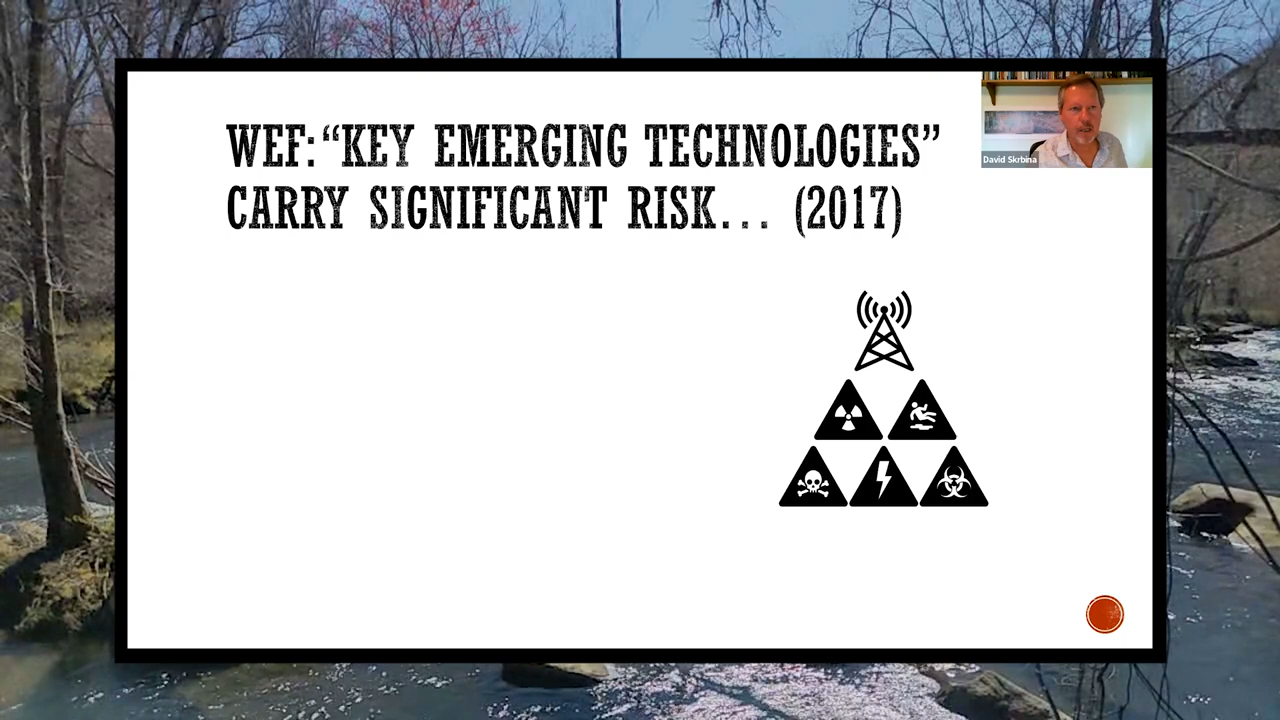 WEF: “KEY EMERGING TECHNOLOGIES”
CARRY SIGNIFICANT RISK... (2017)
David Skrbina